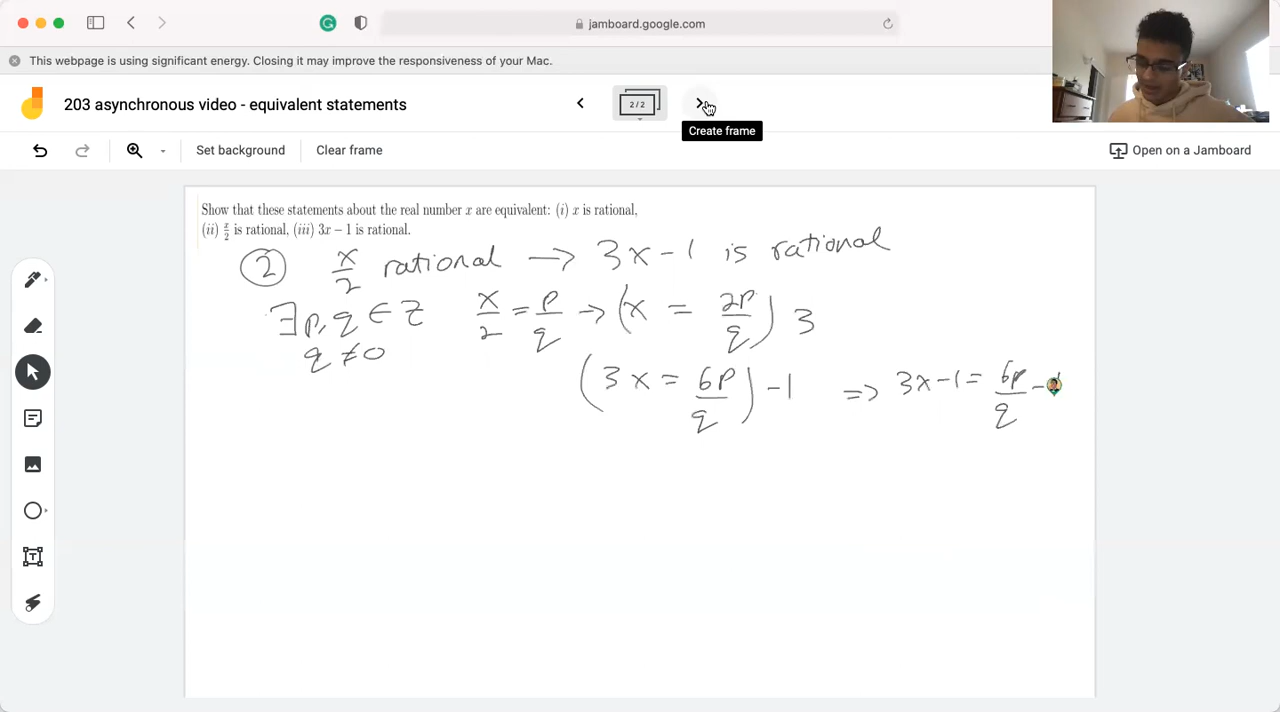 jamboard.google.com
This webpage is using significant energy. Closing it may improve the responsiveness of your Mac.
203 asynchronous video - equivalent statements
2 / 2
Create frame
Set background
Clear frame
Open on a Jamboard
Show that these statements about the real number x are equivalent: (i) x is rational,
(ii) x/2 is rational, (iii) 3x − 1 is rational.
② x/2 rational → 3x - 1 is rational
∃p, q ∈ Z x/2 = p/q → (x = 2p/q) 3
q ≠ 0
(3x = 6p/q) - 1 => 3x - 1 = 6p/q -